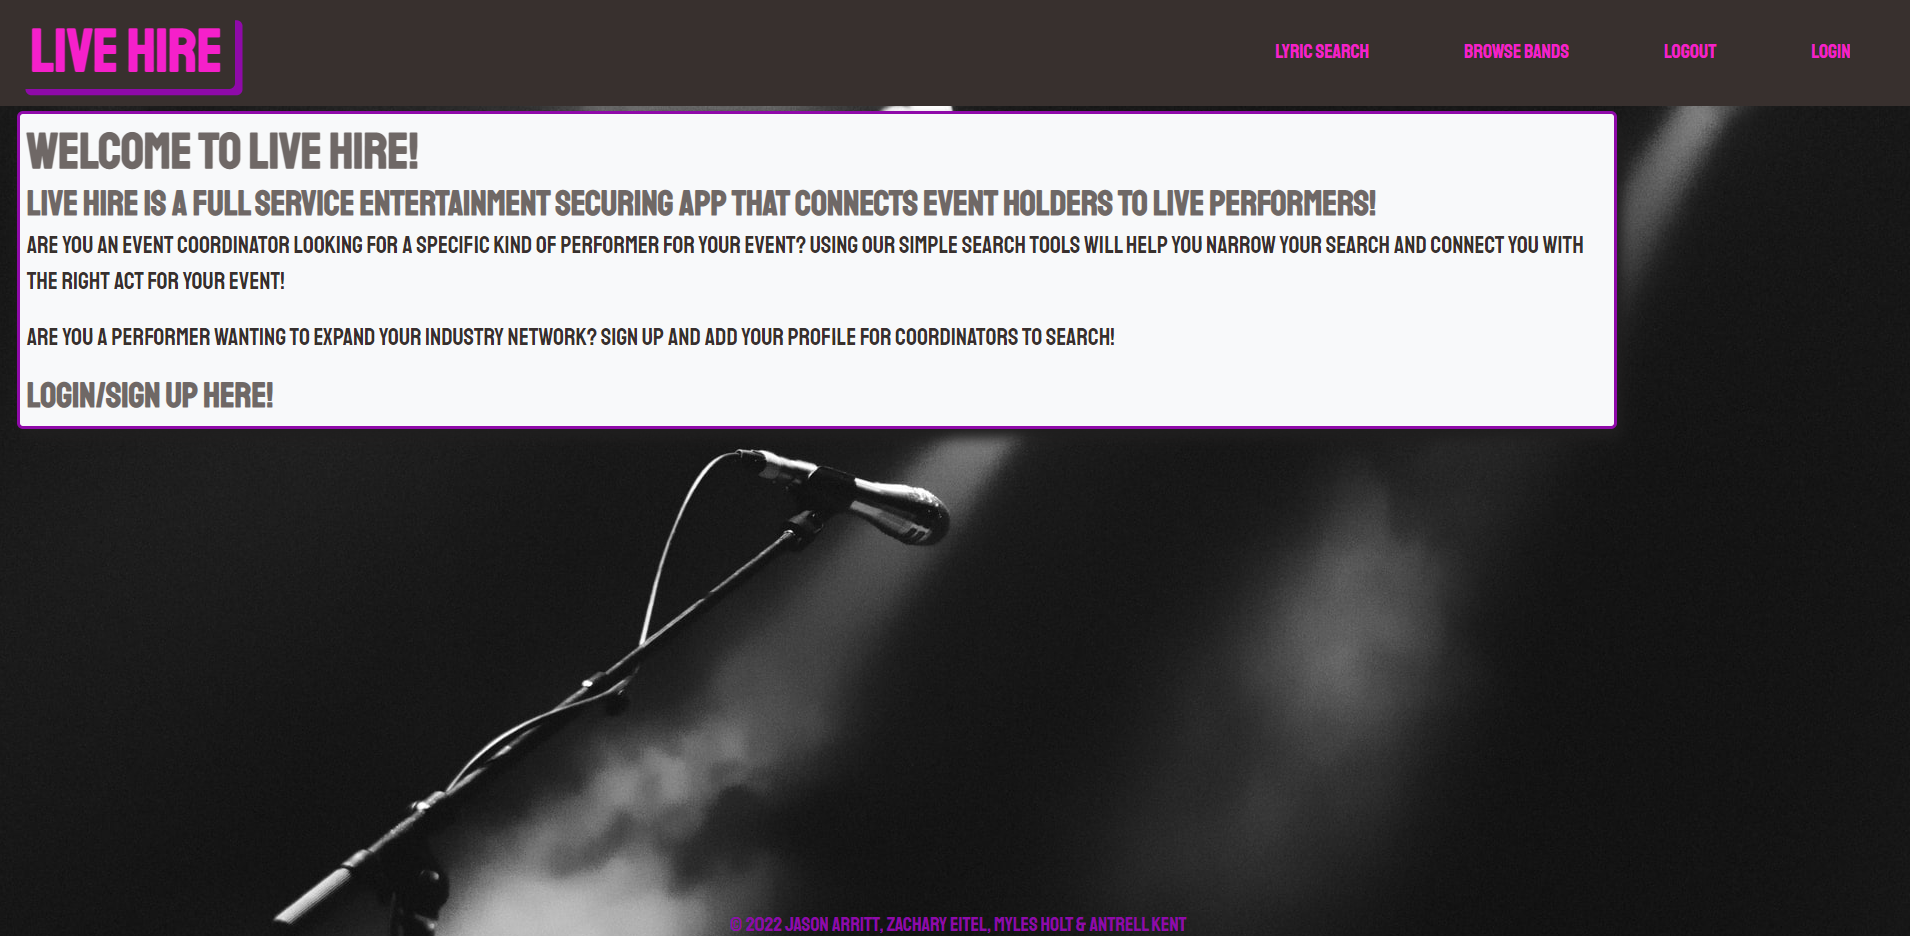 LIVE HIRE
LYRIC SEARCH
BROWSE BANDS
LOGOUT
LOGIN
WELCOME TO LIVE HIRE!
LIVE HIRE IS A FULL SERVICE ENTERTAINMENT SECURING APP THAT CONNECTS EVENT HOLDERS TO LIVE PERFORMERS!
ARE YOU AN EVENT COORDINATOR LOOKING FOR A SPECIFIC KIND OF PERFORMER FOR YOUR EVENT? USING OUR SIMPLE SEARCH TOOLS WILL HELP YOU NARROW YOUR SEARCH AND CONNECT YOU WITH
THE RIGHT ACT FOR YOUR EVENT!
ARE YOU A PERFORMER WANTING TO EXPAND YOUR INDUSTRY NETWORK? SIGN UP AND ADD YOUR PROFILE FOR COORDINATORS TO SEARCH!
LOGIN/SIGN UP HERE!
© 2022 JASON ARRITT, ZACHARY EITEL, MYLES HOLT & ANTRELL KENT